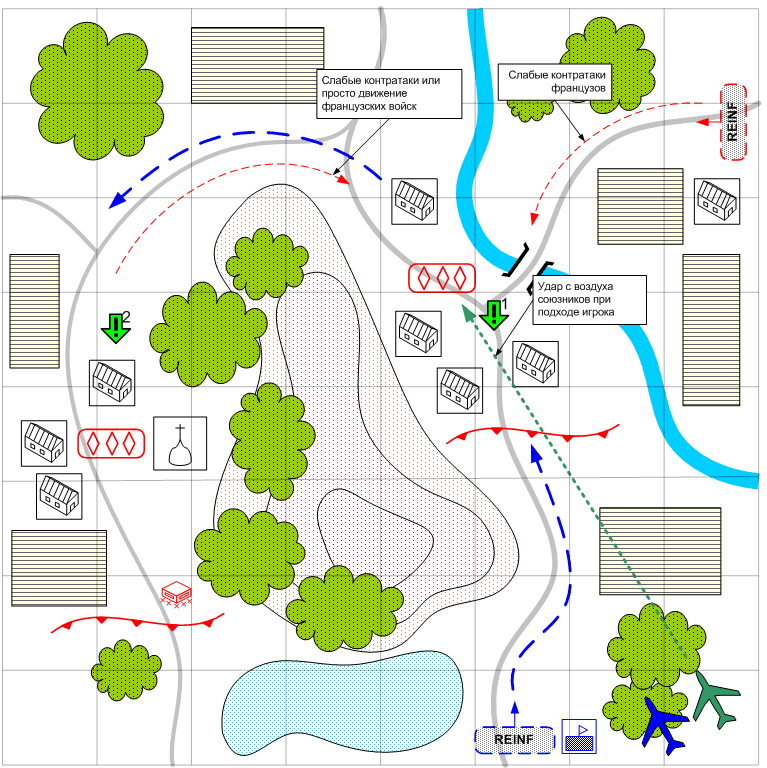 Слабые контратаки или
просто движение
французских войск
Слабые контратаки
французов
REINF
Удар с воздуха
союзников при
подходе игрока
1
2
REINF